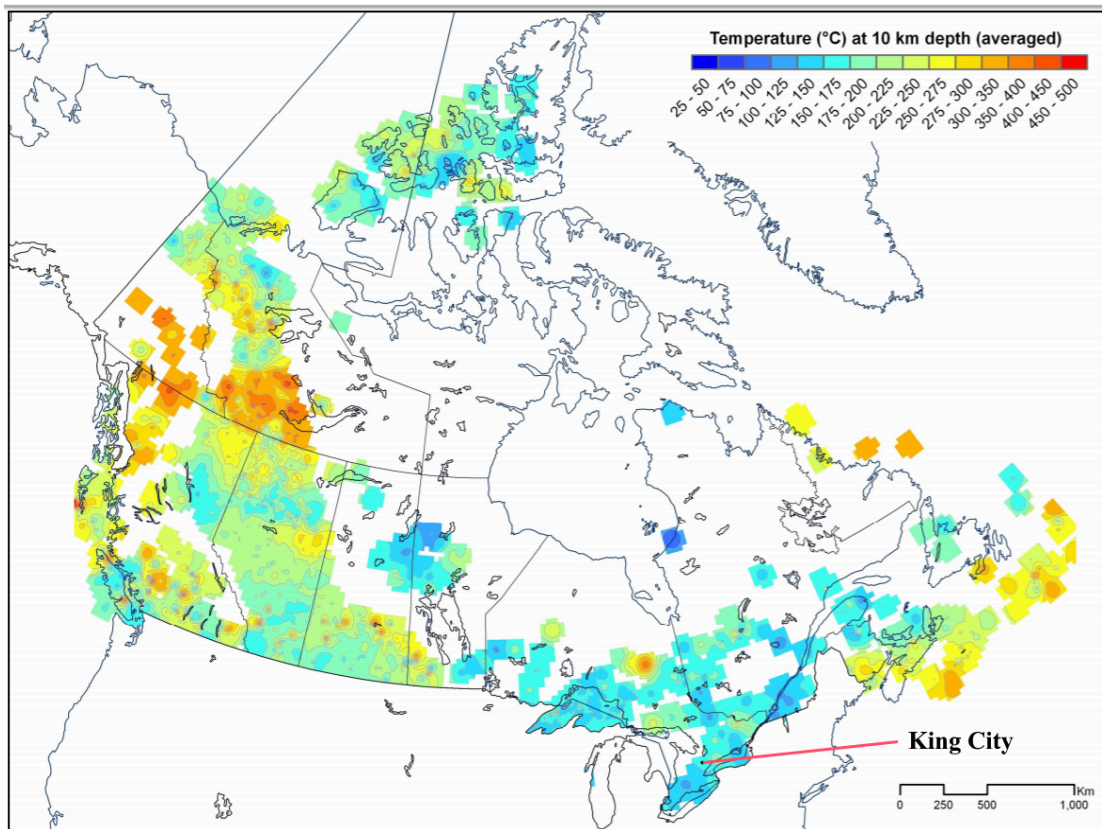 Temperature (°C) at 10 km depth (averaged)
25 - 50
50 - 75
75 - 100
100 - 125
125 - 150
150 - 175
175 - 200
200 - 225
225 - 250
250 - 275
275 - 300
300 - 350
350 - 400
400 - 450
450 - 500
King City
Km
0 250 500 1,000